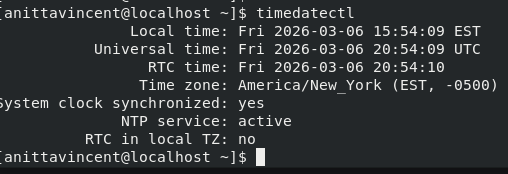 [anittavincent@localhost ~]$ timedatectl
Local time: Fri 2026-03-06 15:54:09 EST
Universal time: Fri 2026-03-06 20:54:09 UTC
RTC time: Fri 2026-03-06 20:54:10
Time zone: America/New_York (EST, -0500)
System clock synchronized: yes
NTP service: active
RTC in local TZ: no
[anittavincent@localhost ~]$